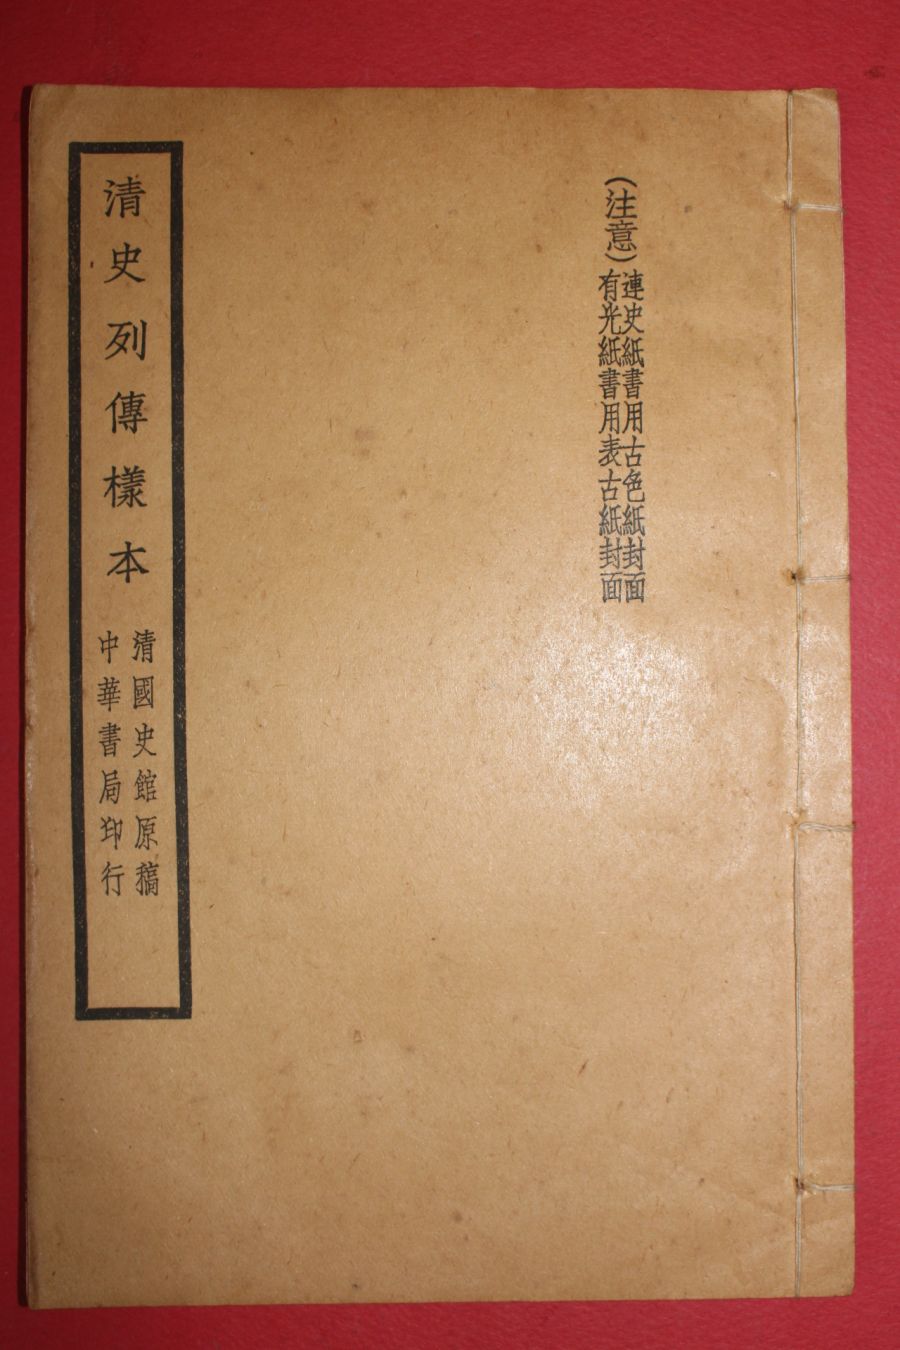 (注意)
連史紙書用古色紙封面
有光紙書用表古紙封面
清史列傳樣本
清國史館原稿
中華書局印行